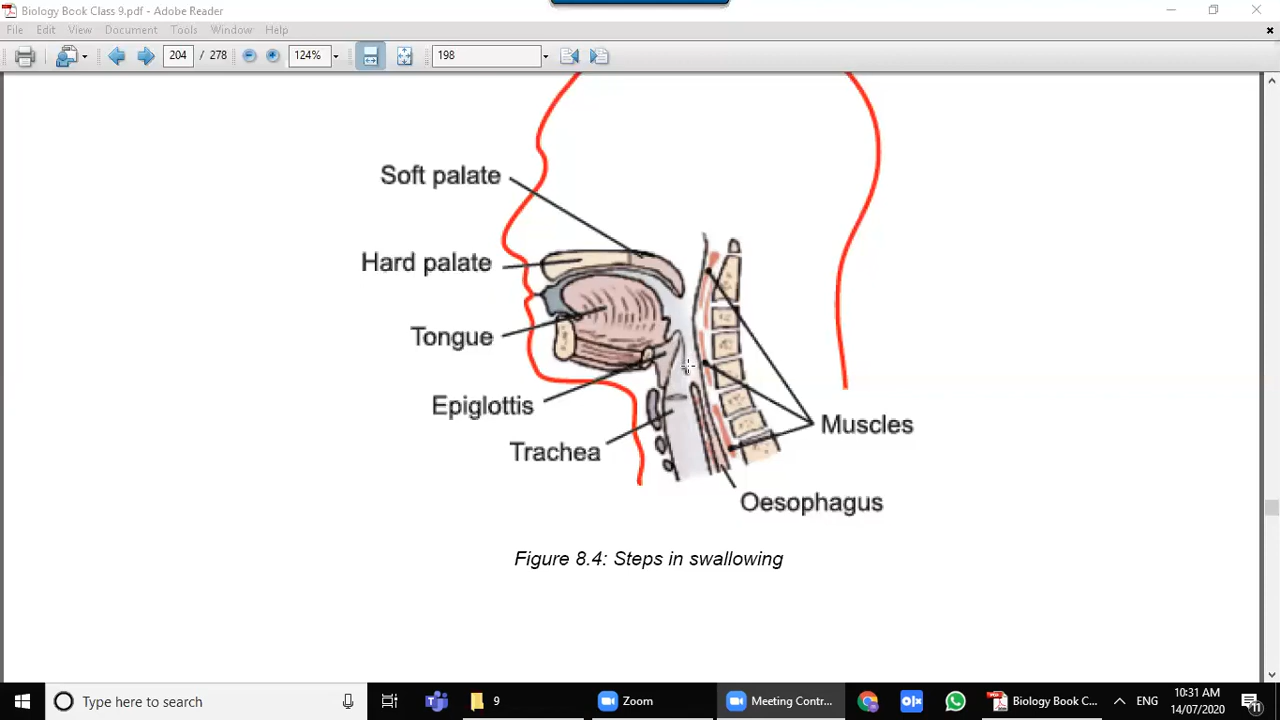 Biology Book Class 9.pdf - Adobe Reader
File Edit View Document Tools Window Help
204 / 278 124% 198
Soft palate
Hard palate
Tongue
Epiglottis
Trachea
Muscles
Oesophagus
Figure 8.4: Steps in swallowing
Type here to search 9 Zoom Meeting Contr... olx Biology Book C... ENG 10:31 AM
14/07/2020 11